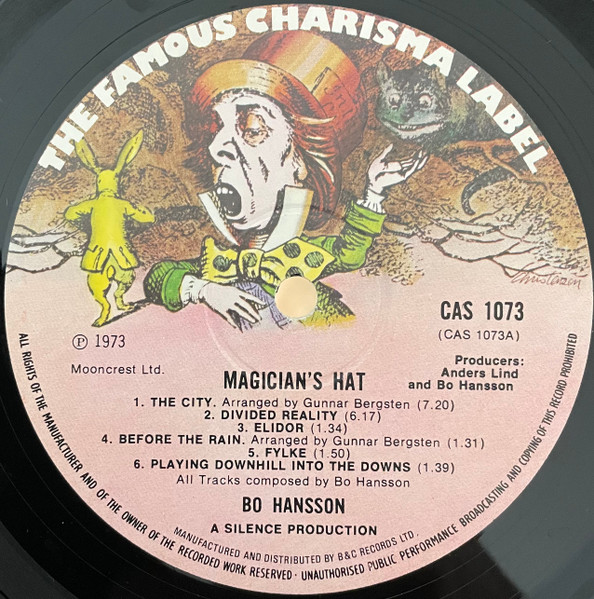 THE FAMOUS CHARISMA LABEL
CAS 1073
(CAS 1073A)
℗ 1973
Mooncrest Ltd.
Producers:
Anders Lind
and Bo Hansson
MAGICIAN'S HAT
1. THE CITY. Arranged by Gunnar Bergsten (7.20)
2. DIVIDED REALITY (6.17)
3. ELIDOR (1.34)
4. BEFORE THE RAIN. Arranged by Gunnar Bergsten (1.31)
5. FYLKE (1.50)
6. PLAYING DOWNHILL INTO THE DOWNS (1.39)
All Tracks composed by Bo Hansson
BO HANSSON
A SILENCE PRODUCTION
MANUFACTURED AND DISTRIBUTED BY B&C RECORDS LTD.
ALL RIGHTS OF THE MANUFACTURER AND OF THE OWNER OF THE RECORDED WORK RESERVED · UNAUTHORISED PUBLIC PERFORMANCE BROADCASTING AND COPYING OF THIS RECORD PROHIBITED